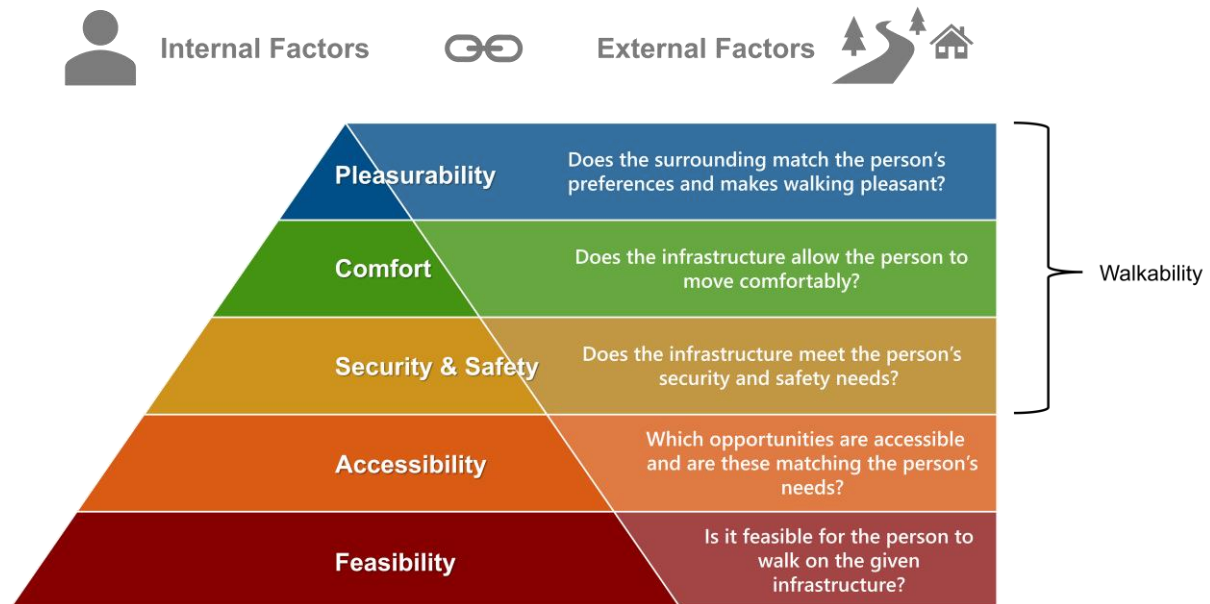 Internal Factors
External Factors
Pleasurability
Does the surrounding match the person's
preferences and makes walking pleasant?
Comfort
Does the infrastructure allow the person to
move comfortably?
Walkability
Security & Safety
Does the infrastructure meet the person's
security and safety needs?
Accessibility
Which opportunities are accessible
and are these matching the person's
needs?
Feasibility
Is it feasible for the person to
walk on the given
infrastructure?